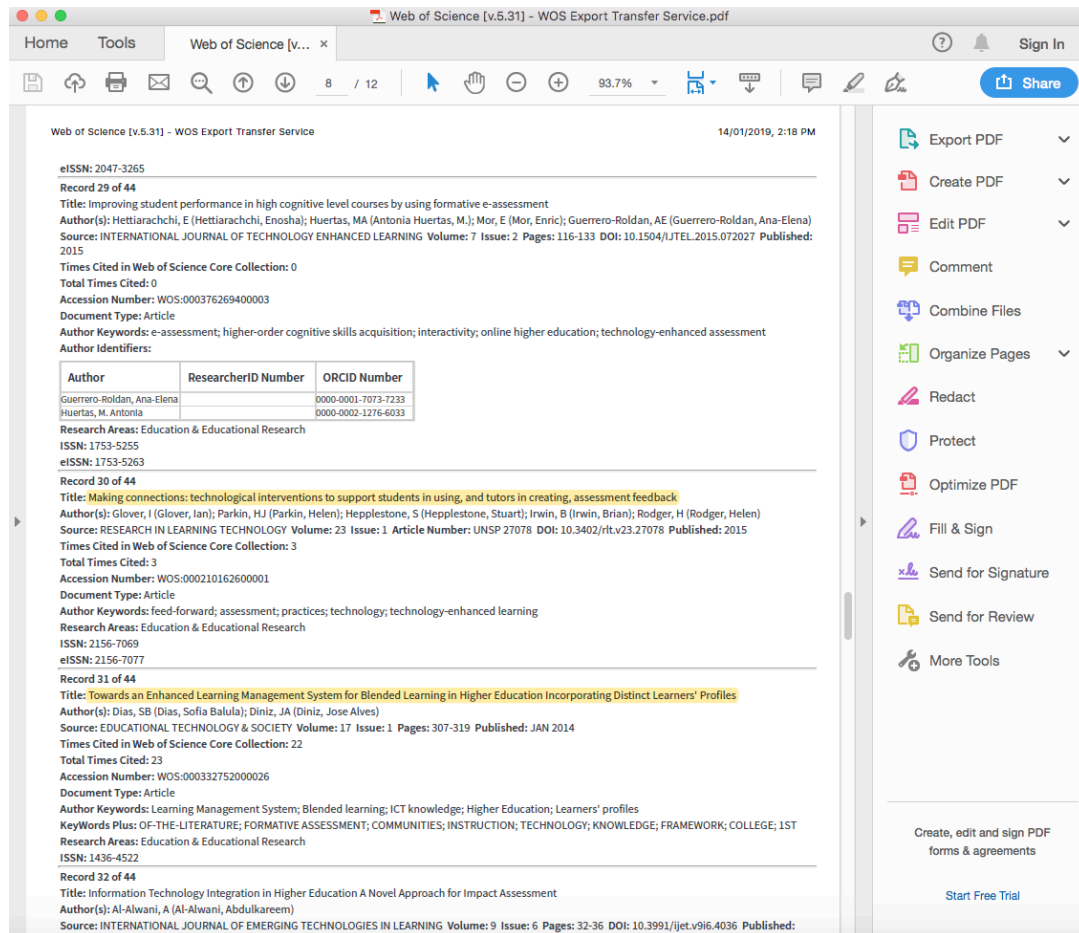 Web of Science [v.5.31] - WOS Export Transfer Service.pdf
Home Tools Web of Science [v... × ? Sign In
8 / 12 93.7% Share
Web of Science [v.5.31] - WOS Export Transfer Service 14/01/2019, 2:18 PM
eISSN: 2047-3265
Record 29 of 44
Title: Improving student performance in high cognitive level courses by using formative e-assessment
Author(s): Hettiarachchi, E (Hettiarachchi, Enosha); Huertas, MA (Antonia Huertas, M.); Mor, E (Mor, Enric); Guerrero-Roldan, AE (Guerrero-Roldan, Ana-Elena)
Source: INTERNATIONAL JOURNAL OF TECHNOLOGY ENHANCED LEARNING Volume: 7 Issue: 2 Pages: 116-133 DOI: 10.1504/IJTEL.2015.072027 Published:
2015
Times Cited in Web of Science Core Collection: 0
Total Times Cited: 0
Accession Number: WOS:000376269400003
Document Type: Article
Author Keywords: e-assessment; higher-order cognitive skills acquisition; interactivity; online higher education; technology-enhanced assessment
Author Identifiers:
Author ResearcherID Number ORCID Number
Guerrero-Roldan, Ana-Elena 0000-0001-7073-7233
Huertas, M. Antonia 0000-0002-1276-6033
Research Areas: Education & Educational Research
ISSN: 1753-5255
eISSN: 1753-5263
Record 30 of 44
Title: Making connections: technological interventions to support students in using, and tutors in creating, assessment feedback
Author(s): Glover, I (Glover, Ian); Parkin, HJ (Parkin, Helen); Hepplestone, S (Hepplestone, Stuart); Irwin, B (Irwin, Brian); Rodger, H (Rodger, Helen)
Source: RESEARCH IN LEARNING TECHNOLOGY Volume: 23 Issue: 1 Article Number: UNSP 27078 DOI: 10.3402/rlt.v23.27078 Published: 2015
Times Cited in Web of Science Core Collection: 3
Total Times Cited: 3
Accession Number: WOS:000210162600001
Document Type: Article
Author Keywords: feed-forward; assessment; practices; technology; technology-enhanced learning
Research Areas: Education & Educational Research
ISSN: 2156-7069
eISSN: 2156-7077
Record 31 of 44
Title: Towards an Enhanced Learning Management System for Blended Learning in Higher Education Incorporating Distinct Learners' Profiles
Author(s): Dias, SB (Dias, Sofia Balula); Diniz, JA (Diniz, Jose Alves)
Source: EDUCATIONAL TECHNOLOGY & SOCIETY Volume: 17 Issue: 1 Pages: 307-319 Published: JAN 2014
Times Cited in Web of Science Core Collection: 22
Total Times Cited: 23
Accession Number: WOS:000332752000026
Document Type: Article
Author Keywords: Learning Management System; Blended learning; ICT knowledge; Higher Education; Learners' profiles
KeyWords Plus: OF-THE-LITERATURE; FORMATIVE ASSESSMENT; COMMUNITIES; INSTRUCTION; TECHNOLOGY; KNOWLEDGE; FRAMEWORK; COLLEGE; 1ST
Research Areas: Education & Educational Research
ISSN: 1436-4522
Record 32 of 44
Title: Information Technology Integration in Higher Education A Novel Approach for Impact Assessment
Author(s): Al-Alwani, A (Al-Alwani, Abdulkareem)
Source: INTERNATIONAL JOURNAL OF EMERGING TECHNOLOGIES IN LEARNING Volume: 9 Issue: 6 Pages: 32-36 DOI: 10.3991/ijet.v9i6.4036 Published:
Export PDF
Create PDF
Edit PDF
Comment
Combine Files
Organize Pages
Redact
Protect
Optimize PDF
Fill & Sign
Send for Signature
Send for Review
More Tools
Create, edit and sign PDF
forms & agreements
Start Free Trial